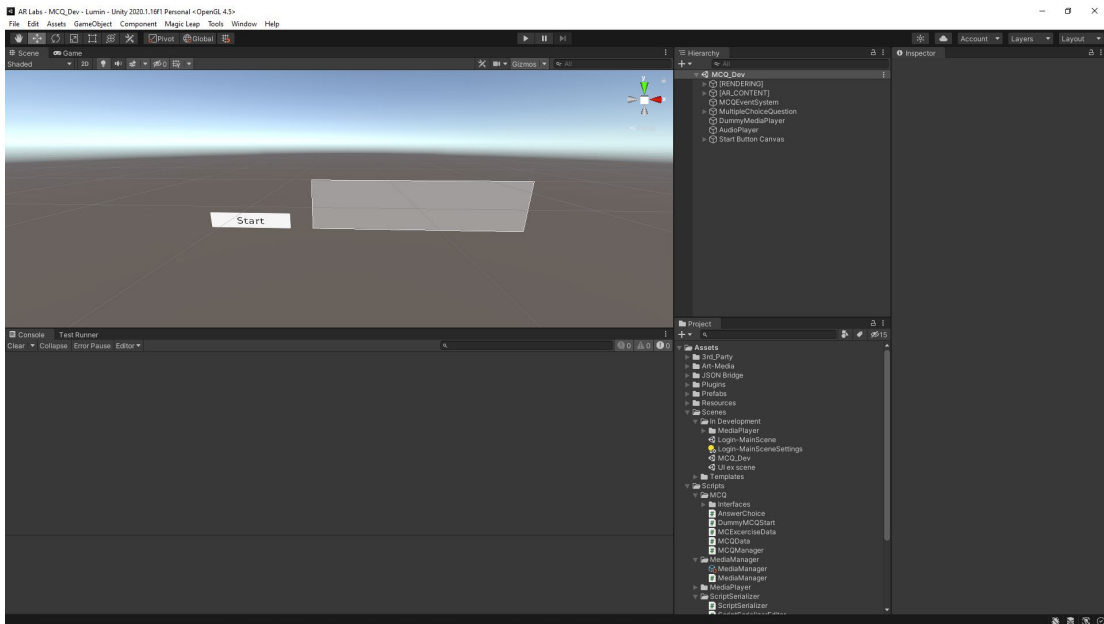 AR Labs - MCQ_Dev - Lumin - Unity 2020.1.16f1 Personal <OpenGL 4.5>
File Edit Assets GameObject Component Magic Leap Tools Window Help
Pivot Global Account Layers Layout
Scene Game
Shaded 2D 0 Gizmos All
Start
Console Test Runner
Clear Collapse Error Pause Editor 0 0 0
Hierarchy
All
MCQ_Dev
[RENDERING]
[AR_CONTENT]
MCQEventSystem
MultipleChoiceQuestion
DummyMediaPlayer
AudioPlayer
Start Button Canvas
Project
15
Assets
3rd_Party
Art-Media
JSON Bridge
Plugins
Prefabs
Resources
Scenes
In Development
MediaPlayer
Login-MainScene
Login-MainSceneSettings
MCQ_Dev
UI ex scene
Templates
Scripts
MCQ
Interfaces
AnswerChoice
DummyMCQStart
MCExcerciseData
MCQData
MCQManager
MediaManager
MediaManager
MediaManager
MediaPlayer
ScriptSerializer
ScriptSerializer
ScriptSerializerEditor
Inspector